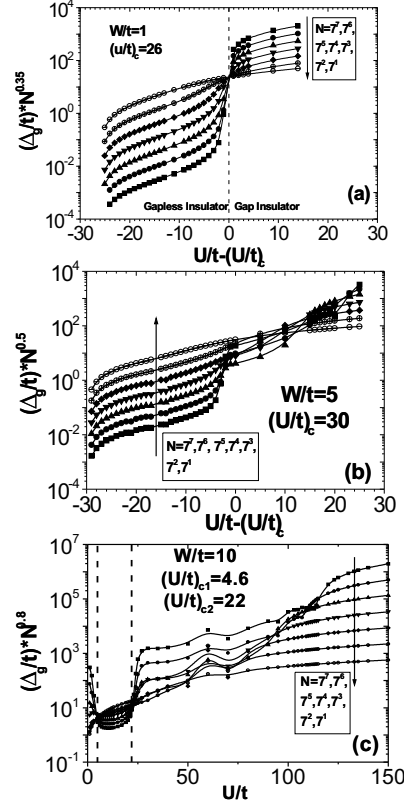 10^4
W/t=1
(u/t)_c=26
N=7^7,7^6,
7^5,7^4,7^3,
7^2,7^1
10^2
10^0
10^-2
10^-4
(Δ_g/t)*N^0.35
Gapless Insulator
Gap Insulator
(a)
-30 -20 -10 0 10 20 30
U/t-(U/t)_c
10^4
10^2
10^0
10^-2
10^-4
(Δ_g/t)*N^0.5
W/t=5
(U/t)_c=30
N=7^7,7^6, 7^5,7^4,7^3,
7^2,7^1
(b)
-30 -20 -10 0 10 20 30
U/t-(U/t)_c
10^7
W/t=10
(U/t)_c1=4.6
(U/t)_c2=22
10^5
10^3
10^1
10^-1
(Δ_g/t)*N^0.8
N=7^7,7^6,
7^5,7^4,7^3,
7^2,7^1
(c)
0 25 50 75 100 125 150
U/t